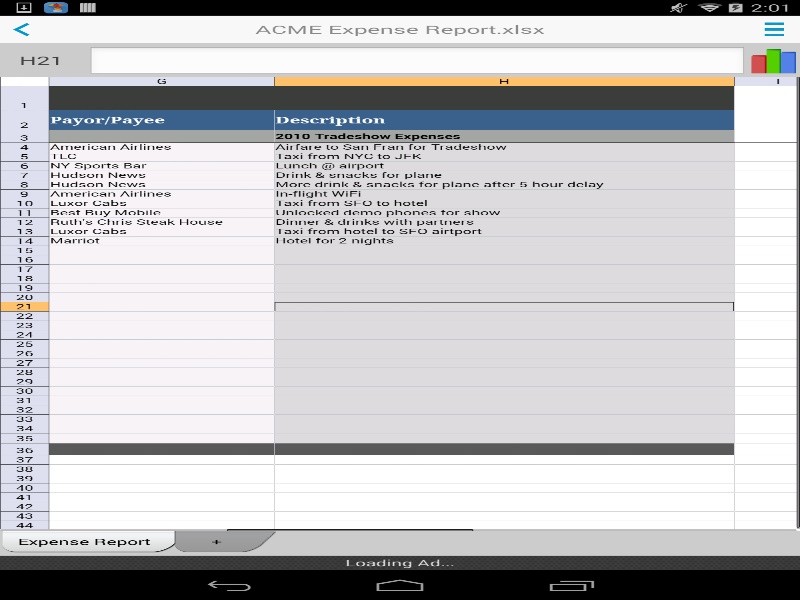 2:01
ACME Expense Report.xlsx
H21
G H I
1
2 Payor/Payee Description
3 2010 Tradeshow Expenses
4 American Airlines Airfare to San Fran for Tradeshow
5 TLC Taxi from NYC to JFK
6 NY Sports Bar Lunch @ airport
7 Hudson News Drink & snacks for plane
8 Hudson News More drink & snacks for plane after 5 hour delay
9 American Airlines In-flight WiFi
10 Luxor Cabs Taxi from SFO to hotel
11 Best Buy Mobile Unlocked demo phones for show
12 Ruth's Chris Steak House Dinner & drinks with partners
13 Luxor Cabs Taxi from hotel to SFO airtport
14 Marriot Hotel for 2 nights
15
16
17
18
19
20
21
22
23
24
25
26
27
28
29
30
31
32
33
34
35
36
37
38
39
40
41
42
43
44
Expense Report +
Loading Ad...